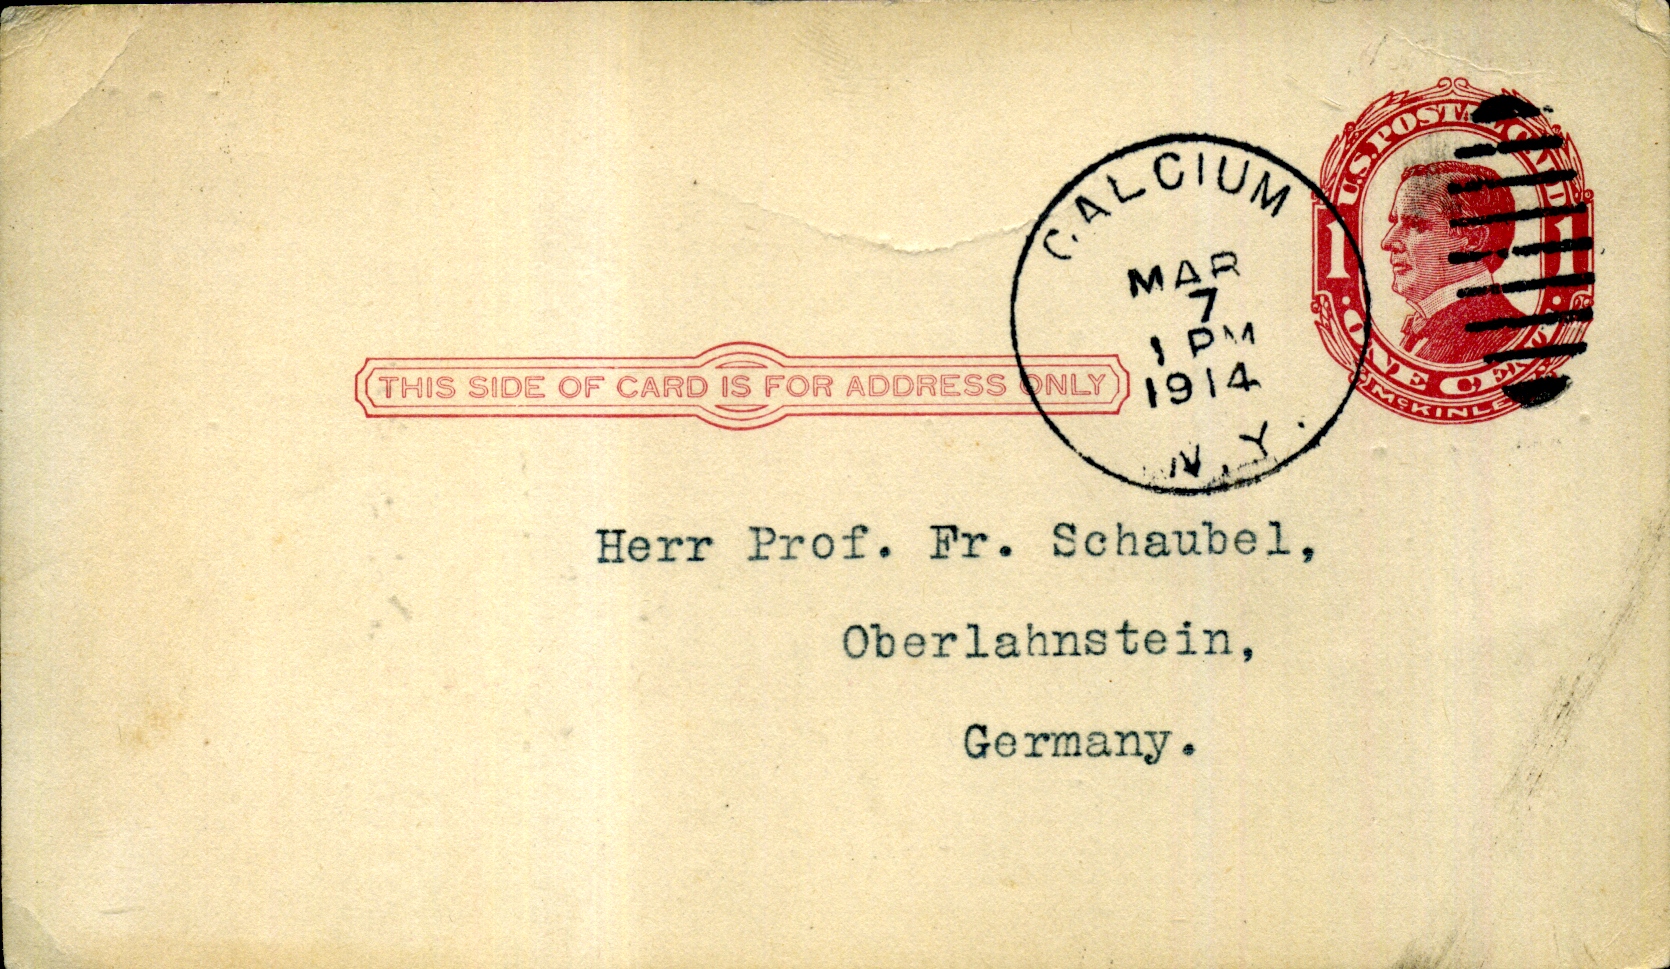 U.S. POSTAL CARD
1 1
· ONE CENT ·
McKINLEY
CALCIUM
MAR
7
1 PM
1914
N.Y.
THIS SIDE OF CARD IS FOR ADDRESS ONLY
Herr Prof. Fr. Schaubel,
Oberlahnstein,
Germany.